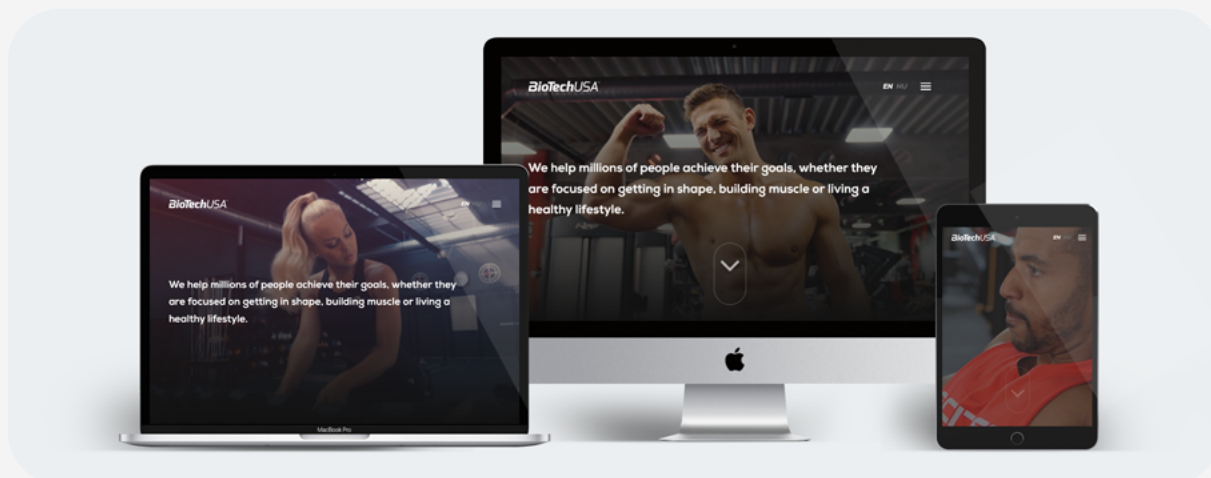 BioTechUSA
EN HU
We help millions of people achieve their goals, whether they
are focused on getting in shape, building muscle or living a
healthy lifestyle.
BioTechUSA
EN
We help millions of people achieve their goals, whether they
are focused on getting in shape, building muscle or living a
healthy lifestyle.
MacBook Pro
BioTechUSA
EN